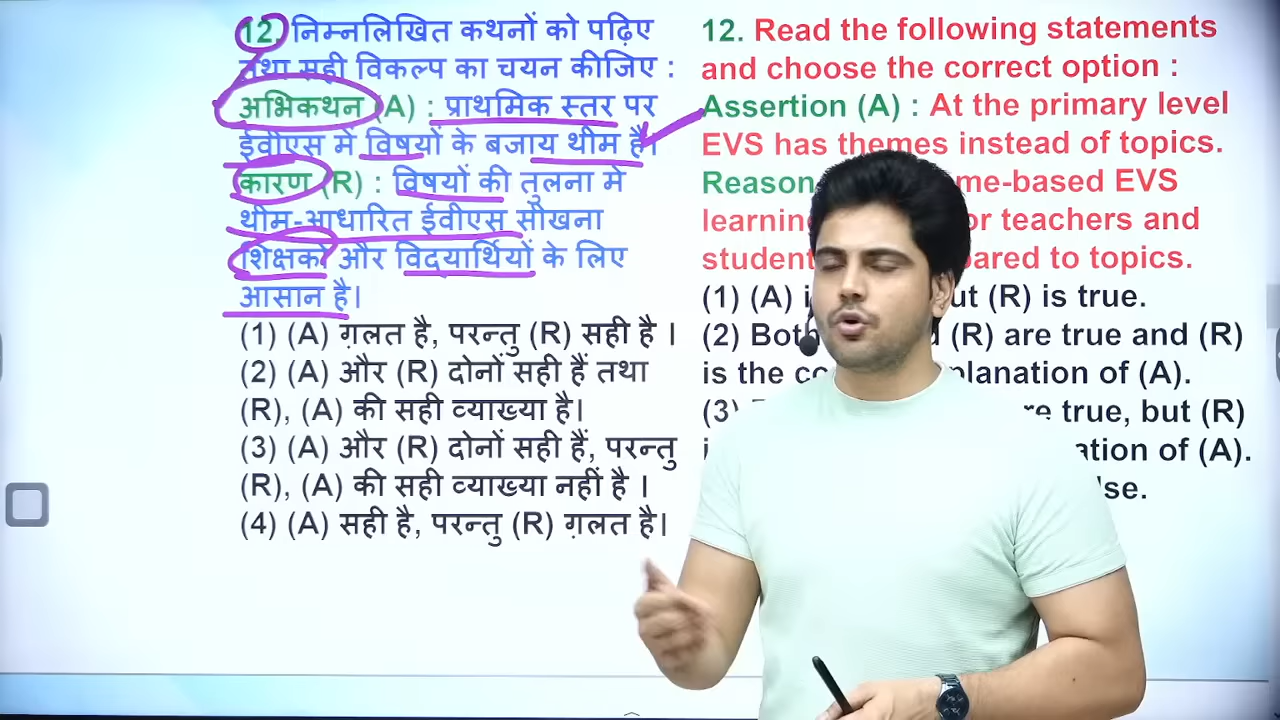 12. निम्नलिखित कथनों को पढ़िए
तथा सही विकल्प का चयन कीजिए :
अभिकथन (A) : प्राथमिक स्तर पर
ईवीएस में विषयों के बजाय थीम है।
कारण (R) : विषयों की तुलना में
थीम-आधारित ईवीएस सीखना
शिक्षकों और विद्यार्थियों के लिए
आसान है।
(1) (A) ग़लत है, परन्तु (R) सही है ।
(2) (A) और (R) दोनों सही हैं तथा
(R), (A) की सही व्याख्या है।
(3) (A) और (R) दोनों सही हैं, परन्तु
(R), (A) की सही व्याख्या नहीं है ।
(4) (A) सही है, परन्तु (R) ग़लत है।
12. Read the following statements
and choose the correct option :
Assertion (A) : At the primary level
EVS has themes instead of topics.
Reason me-based EVS
learning or teachers and
student pared to topics.
(1) (A) ut (R) is true.
(2) Both (R) are true and (R)
is the planation of (A).
(3) re true, but (R)
ation of (A).
lse.